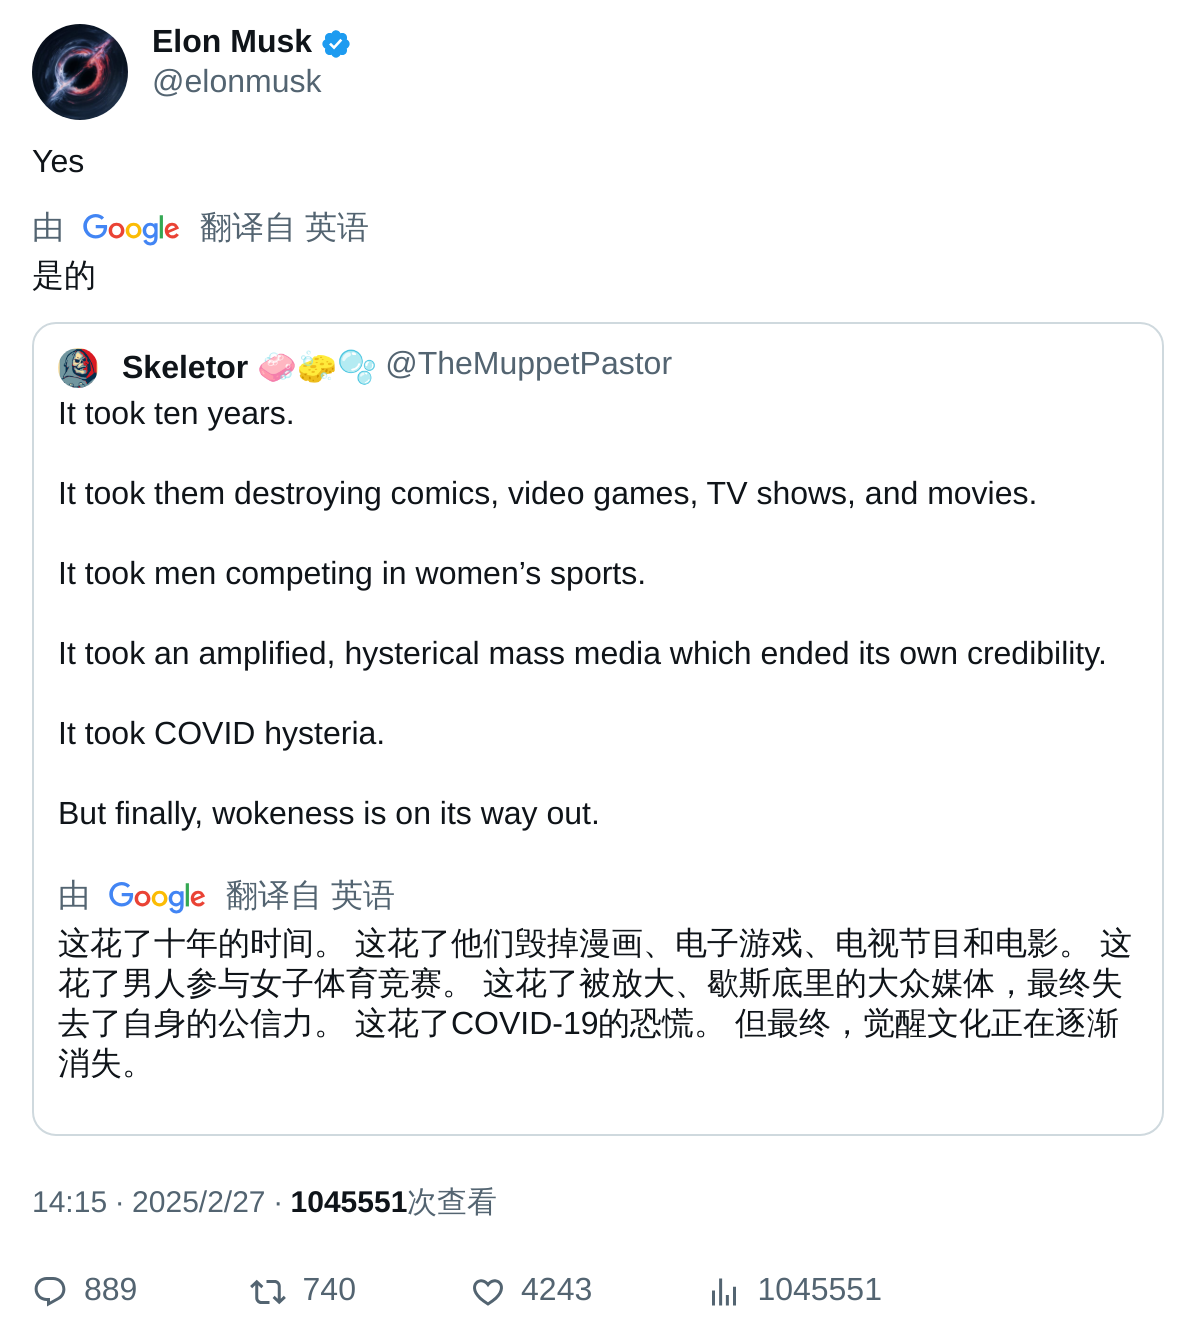 Elon Musk
@elonmusk
Yes
由 Google 翻译自 英语
是的
Skeletor 🧼🧽🫧 @TheMuppetPastor
It took ten years.
It took them destroying comics, video games, TV shows, and movies.
It took men competing in women’s sports.
It took an amplified, hysterical mass media which ended its own credibility.
It took COVID hysteria.
But finally, wokeness is on its way out.
由 Google 翻译自 英语
这花了十年的时间。 这花了他们毁掉漫画、电子游戏、电视节目和电影。 这
花了男人参与女子体育竞赛。 这花了被放大、歇斯底里的大众媒体，最终失
去了自身的公信力。 这花了COVID-19的恐慌。 但最终，觉醒文化正在逐渐
消失。
14:15 · 2025/2/27 · 1045551次查看
889 740 4243 1045551